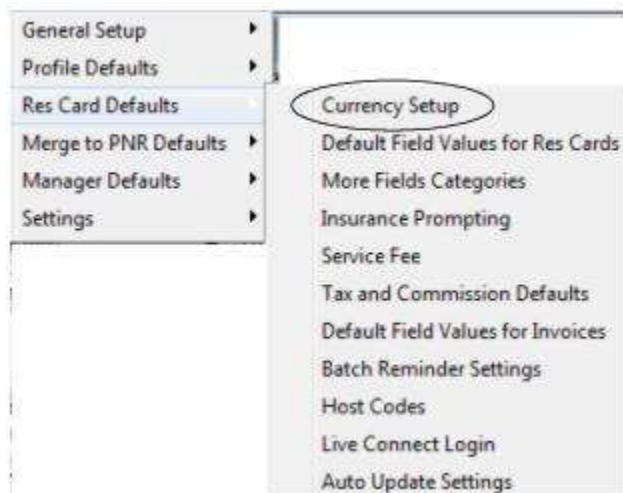 General Setup
Profile Defaults
Res Card Defaults
Merge to PNR Defaults
Manager Defaults
Settings
Currency Setup
Default Field Values for Res Cards
More Fields Categories
Insurance Prompting
Service Fee
Tax and Commission Defaults
Default Field Values for Invoices
Batch Reminder Settings
Host Codes
Live Connect Login
Auto Update Settings